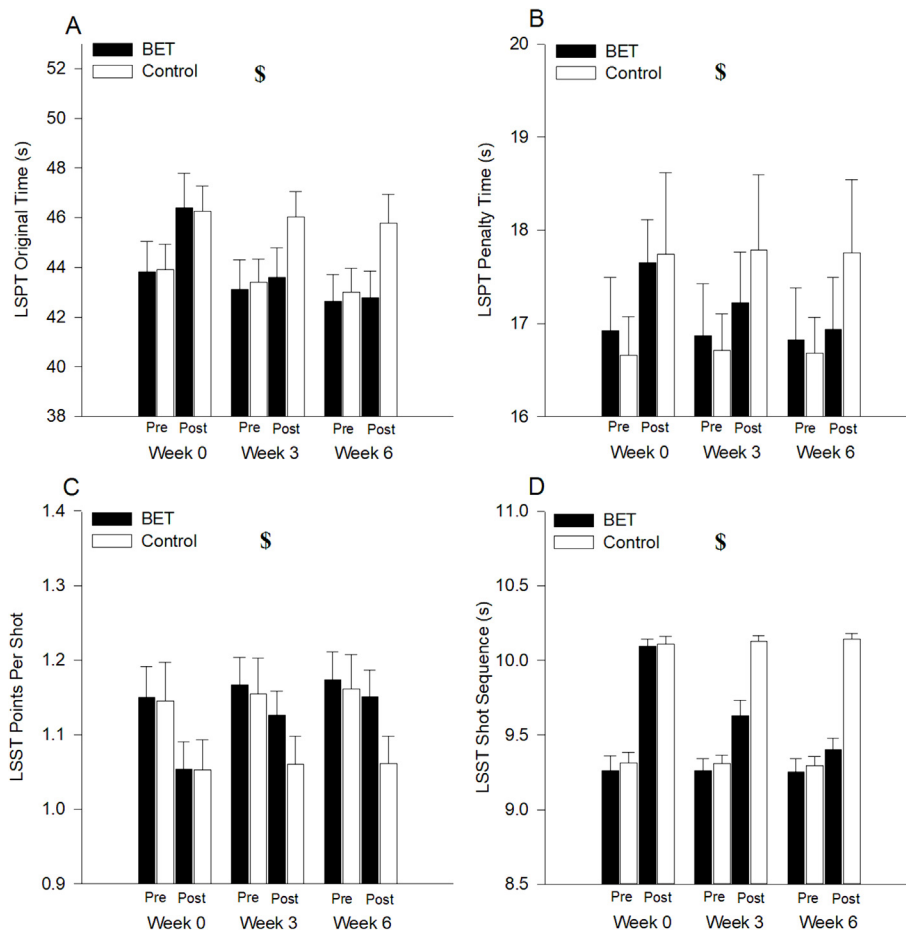 A
BET
Control
$
LSPT Original Time (s)
52
50
48
46
44
42
40
38
Pre Post Pre Post Pre Post
Week 0 Week 3 Week 6
B
BET
Control
$
LSPT Penalty Time (s)
20
19
18
17
16
Pre Post Pre Post Pre Post
Week 0 Week 3 Week 6
C
BET
Control
$
LSST Points Per Shot
1.4
1.3
1.2
1.1
1.0
0.9
Pre Post Pre Post Pre Post
Week 0 Week 3 Week 6
D
BET
Control
$
LSST Shot Sequence (s)
11.0
10.5
10.0
9.5
9.0
8.5
Pre Post Pre Post Pre Post
Week 0 Week 3 Week 6